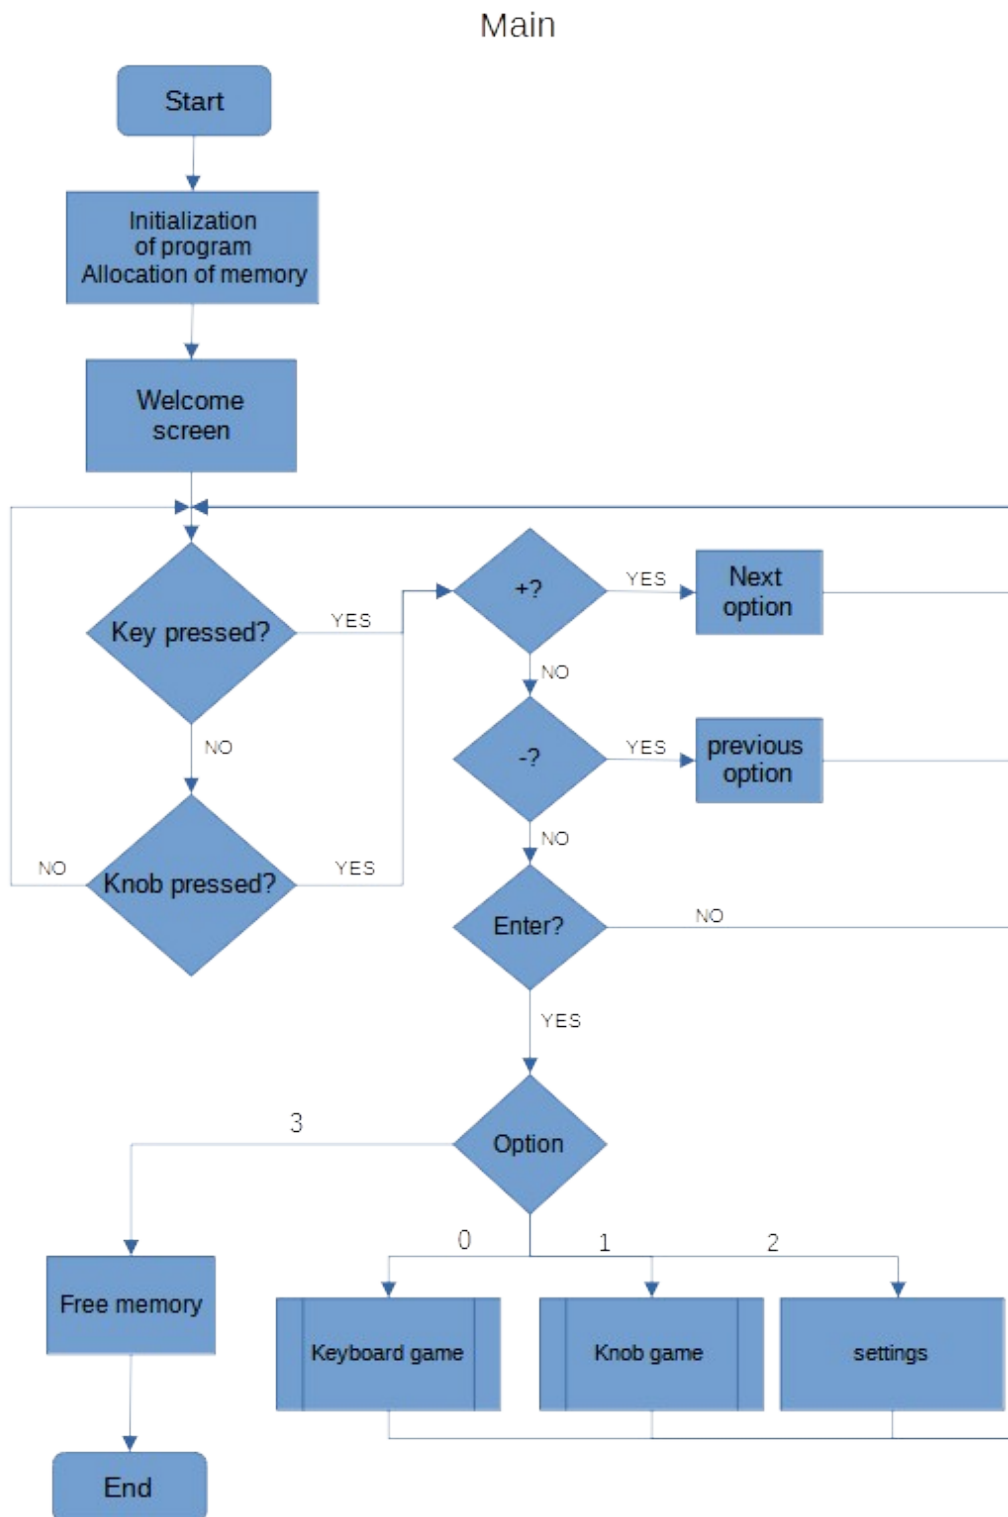 Main
Start
Initialization
of program
Allocation of memory
Welcome
screen
Key pressed?
YES
NO
Knob pressed?
NO
YES
+?
YES
Next
option
NO
-?
YES
previous
option
NO
Enter?
NO
YES
Option
3
0
1
2
Free memory
Keyboard game
Knob game
settings
End